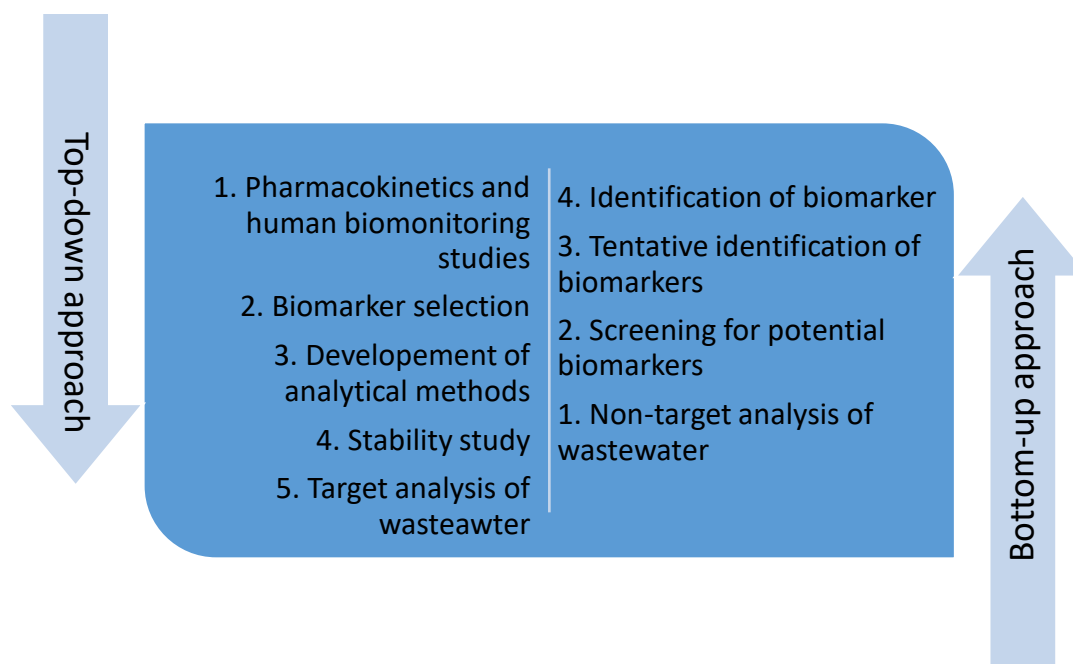 Top-down approach
1. Pharmacokinetics and
human biomonitoring
studies
2. Biomarker selection
3. Developement of
analytical methods
4. Stability study
5. Target analysis of
wasteawter
4. Identification of biomarker
3. Tentative identification of
biomarkers
2. Screening for potential
biomarkers
1. Non-target analysis of
wastewater
Bottom-up approach